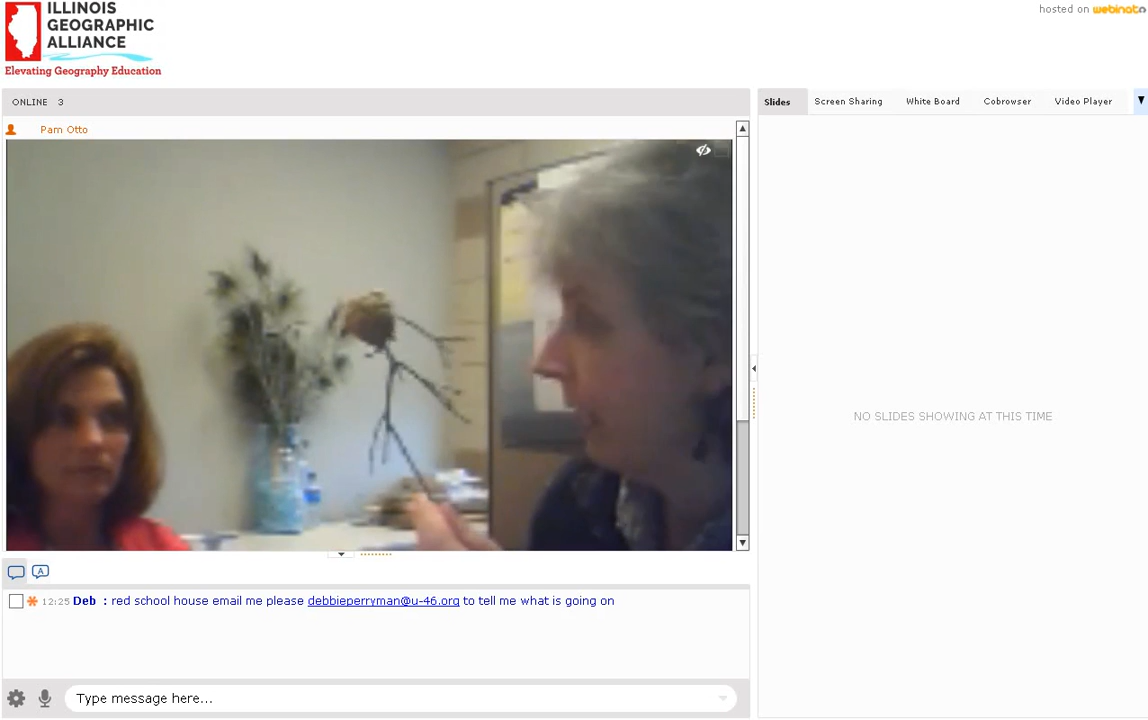 ILLINOIS
GEOGRAPHIC
ALLIANCE
Elevating Geography Education
hosted on webinato
ONLINE 3
Pam Otto
Slides Screen Sharing White Board Cobrowser Video Player
NO SLIDES SHOWING AT THIS TIME
A
12:25 Deb : red school house email me please debbieperryman@u-46.org to tell me what is going on
Type message here...